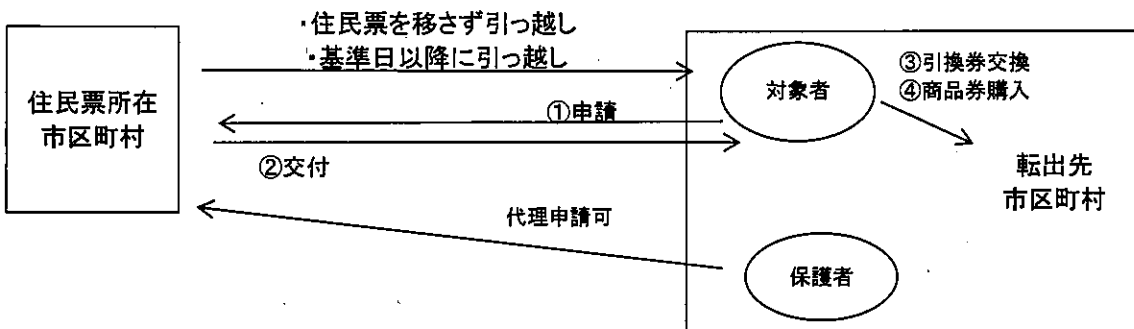 ・住民票を移さず引っ越し
・基準日以降に引っ越し
住民票所在
市区町村
対象者
③引換券交換
④商品券購入
①申請
②交付
転出先
市区町村
代理申請可
保護者